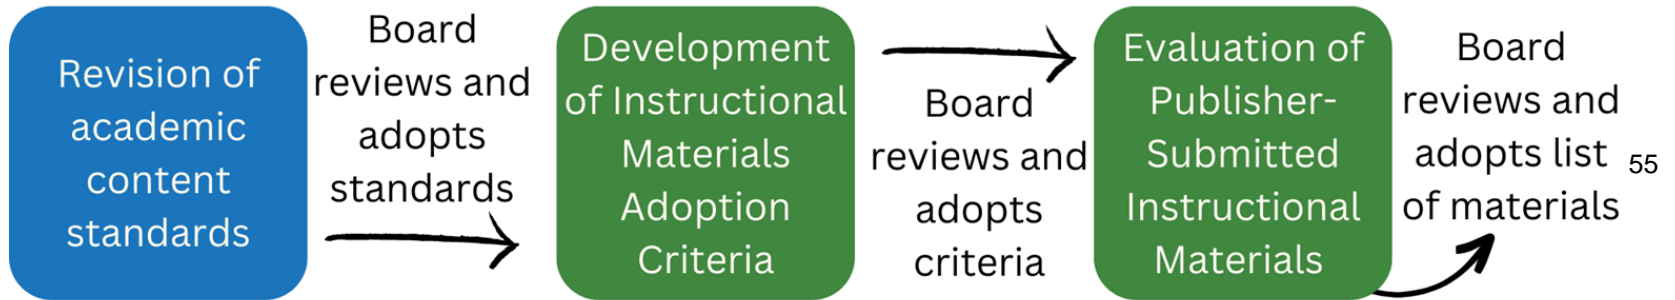 Revision of
academic
content
standards
Board
reviews and
adopts
standards
Development
of Instructional
Materials
Adoption
Criteria
Board
reviews and
adopts
criteria
Evaluation of
Publisher-
Submitted
Instructional
Materials
Board
reviews and
adopts list
of materials
55